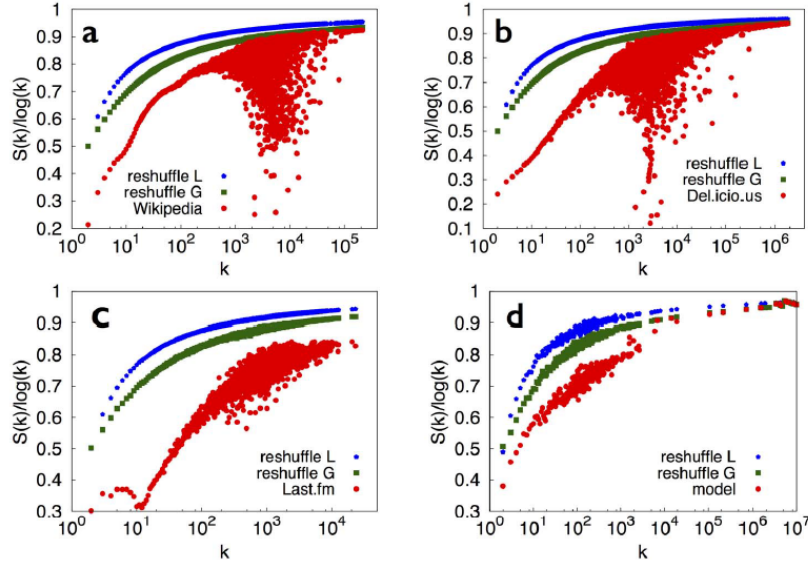 a
S(k)/log(k)
1
0.9
0.8
0.7
0.6
0.5
0.4
0.3
0.2
reshuffle L
reshuffle G
Wikipedia
10^0 10^1 10^2 10^3 10^4 10^5
k
b
S(k)/log(k)
1
0.9
0.8
0.7
0.6
0.5
0.4
0.3
0.2
0.1
reshuffle L
reshuffle G
Del.icio.us
10^0 10^1 10^2 10^3 10^4 10^5 10^6
k
c
S(k)/log(k)
1
0.9
0.8
0.7
0.6
0.5
0.4
0.3
reshuffle L
reshuffle G
Last.fm
10^1 10^2 10^3 10^4
k
d
S(k)/log(k)
1
0.9
0.8
0.7
0.6
0.5
0.4
0.3
reshuffle L
reshuffle G
model
10^0 10^1 10^2 10^3 10^4 10^5 10^6 10^7
k